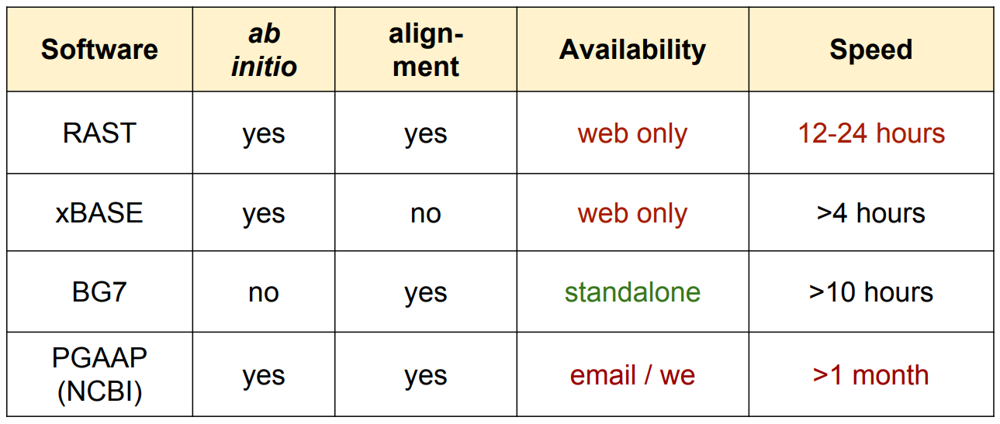 Software ab initio align-ment Availability Speed
RAST yes yes web only 12-24 hours
xBASE yes no web only >4 hours
BG7 no yes standalone >10 hours
PGAAP (NCBI) yes yes email / we >1 month